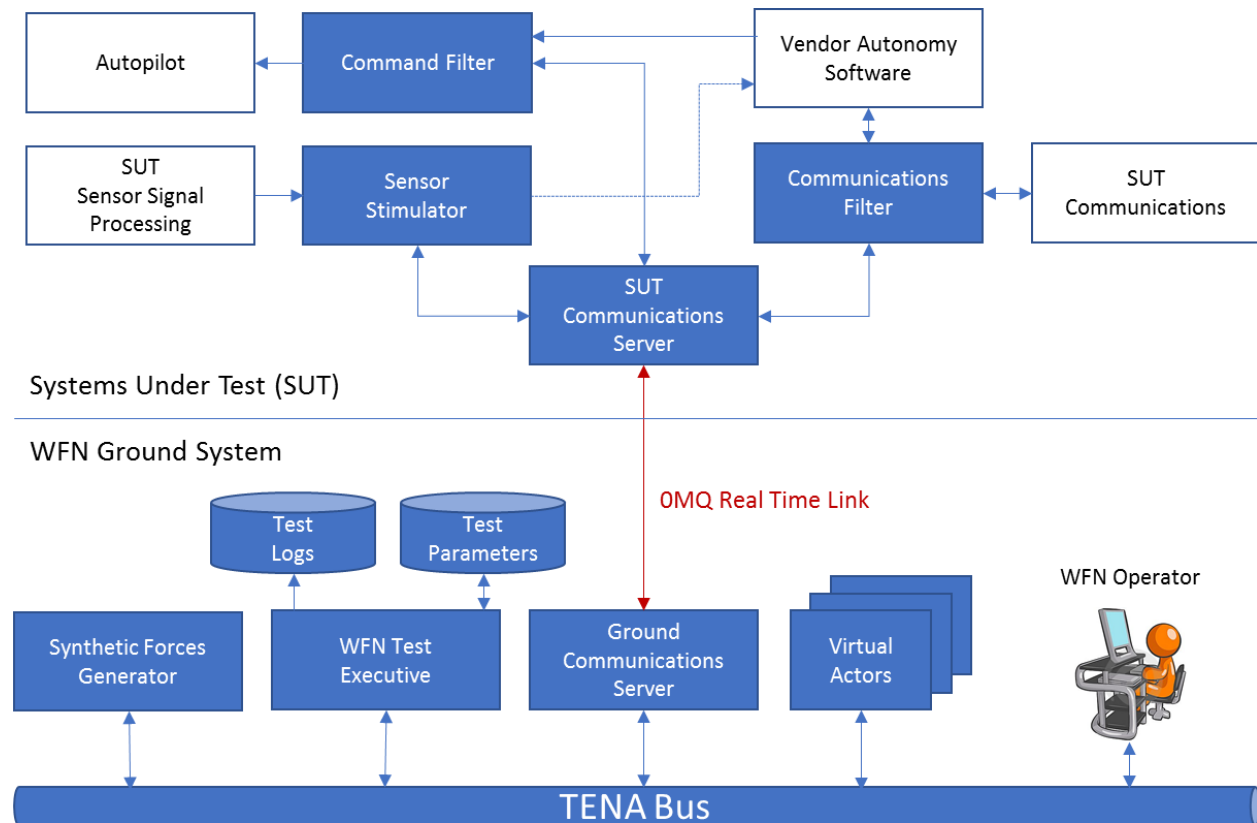 Autopilot
Command Filter
Vendor Autonomy
Software
SUT
Sensor Signal
Processing
Sensor
Stimulator
Communications
Filter
SUT
Communications
SUT
Communications
Server
Systems Under Test (SUT)
WFN Ground System
0MQ Real Time Link
Test
Logs
Test
Parameters
WFN Operator
Synthetic Forces
Generator
WFN Test
Executive
Ground
Communications
Server
Virtual
Actors
TENA Bus